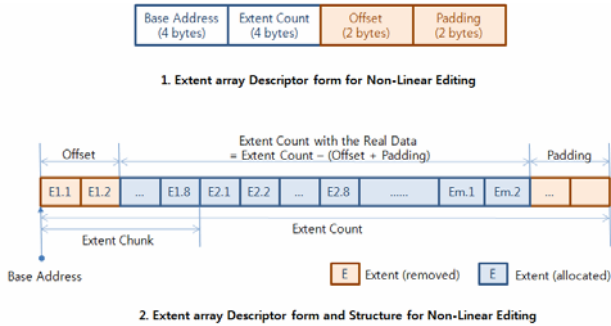 Base Address Extent Count Offset Padding
(4 bytes) (4 bytes) (2 bytes) (2 bytes)
1. Extent array Descriptor form for Non-Linear Editing
Extent Count with the Real Data
Offset = Extent Count – (Offset + Padding) Padding
E1.1 E1.2 ... E1.8 E2.1 E2.2 ... E2.8 ...... Em.1 Em.2 ...
Extent Chunk Extent Count
Base Address E Extent (removed) E Extent (allocated)
2. Extent array Descriptor form and Structure for Non-Linear Editing